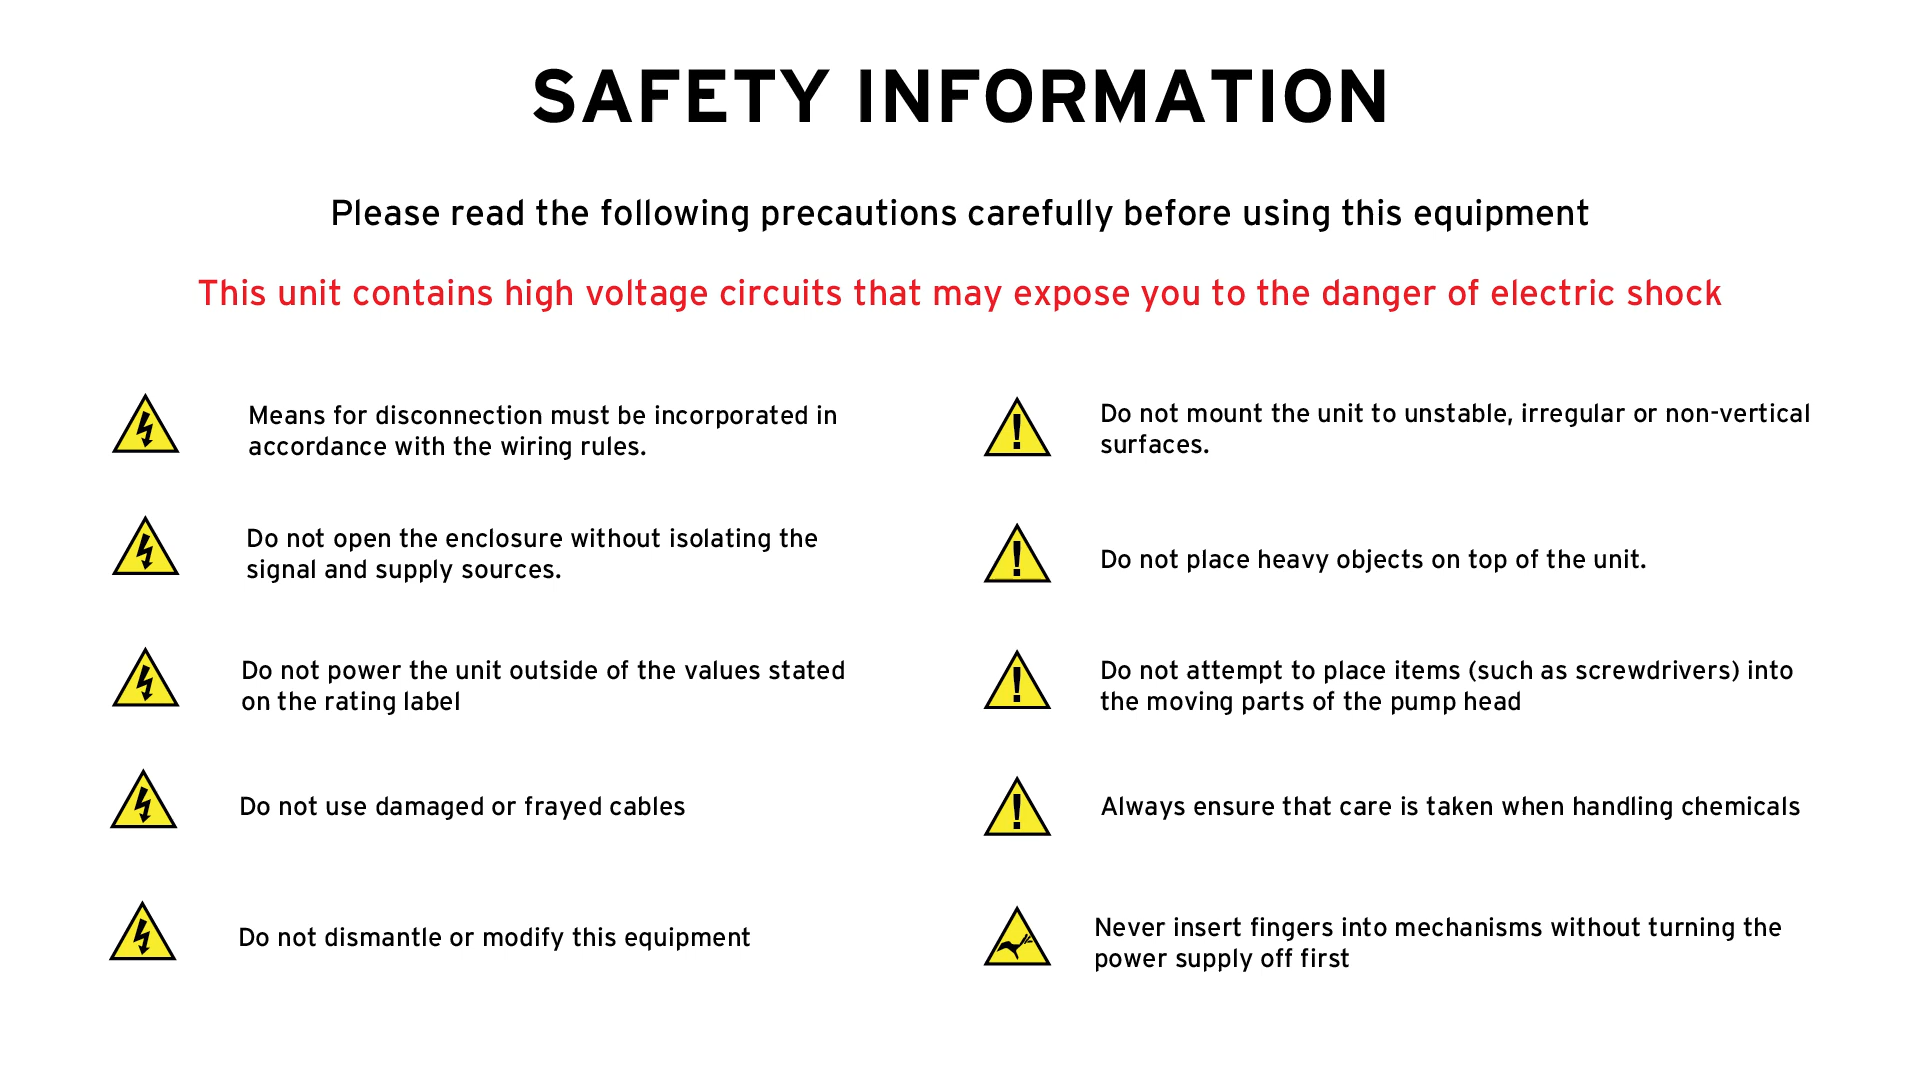 SAFETY INFORMATION
Please read the following precautions carefully before using this equipment
This unit contains high voltage circuits that may expose you to the danger of electric shock
Means for disconnection must be incorporated in
accordance with the wiring rules.
Do not open the enclosure without isolating the
signal and supply sources.
Do not power the unit outside of the values stated
on the rating label
Do not use damaged or frayed cables
Do not dismantle or modify this equipment
Do not mount the unit to unstable, irregular or non-vertical
surfaces.
Do not place heavy objects on top of the unit.
Do not attempt to place items (such as screwdrivers) into
the moving parts of the pump head
Always ensure that care is taken when handling chemicals
Never insert fingers into mechanisms without turning the
power supply off first